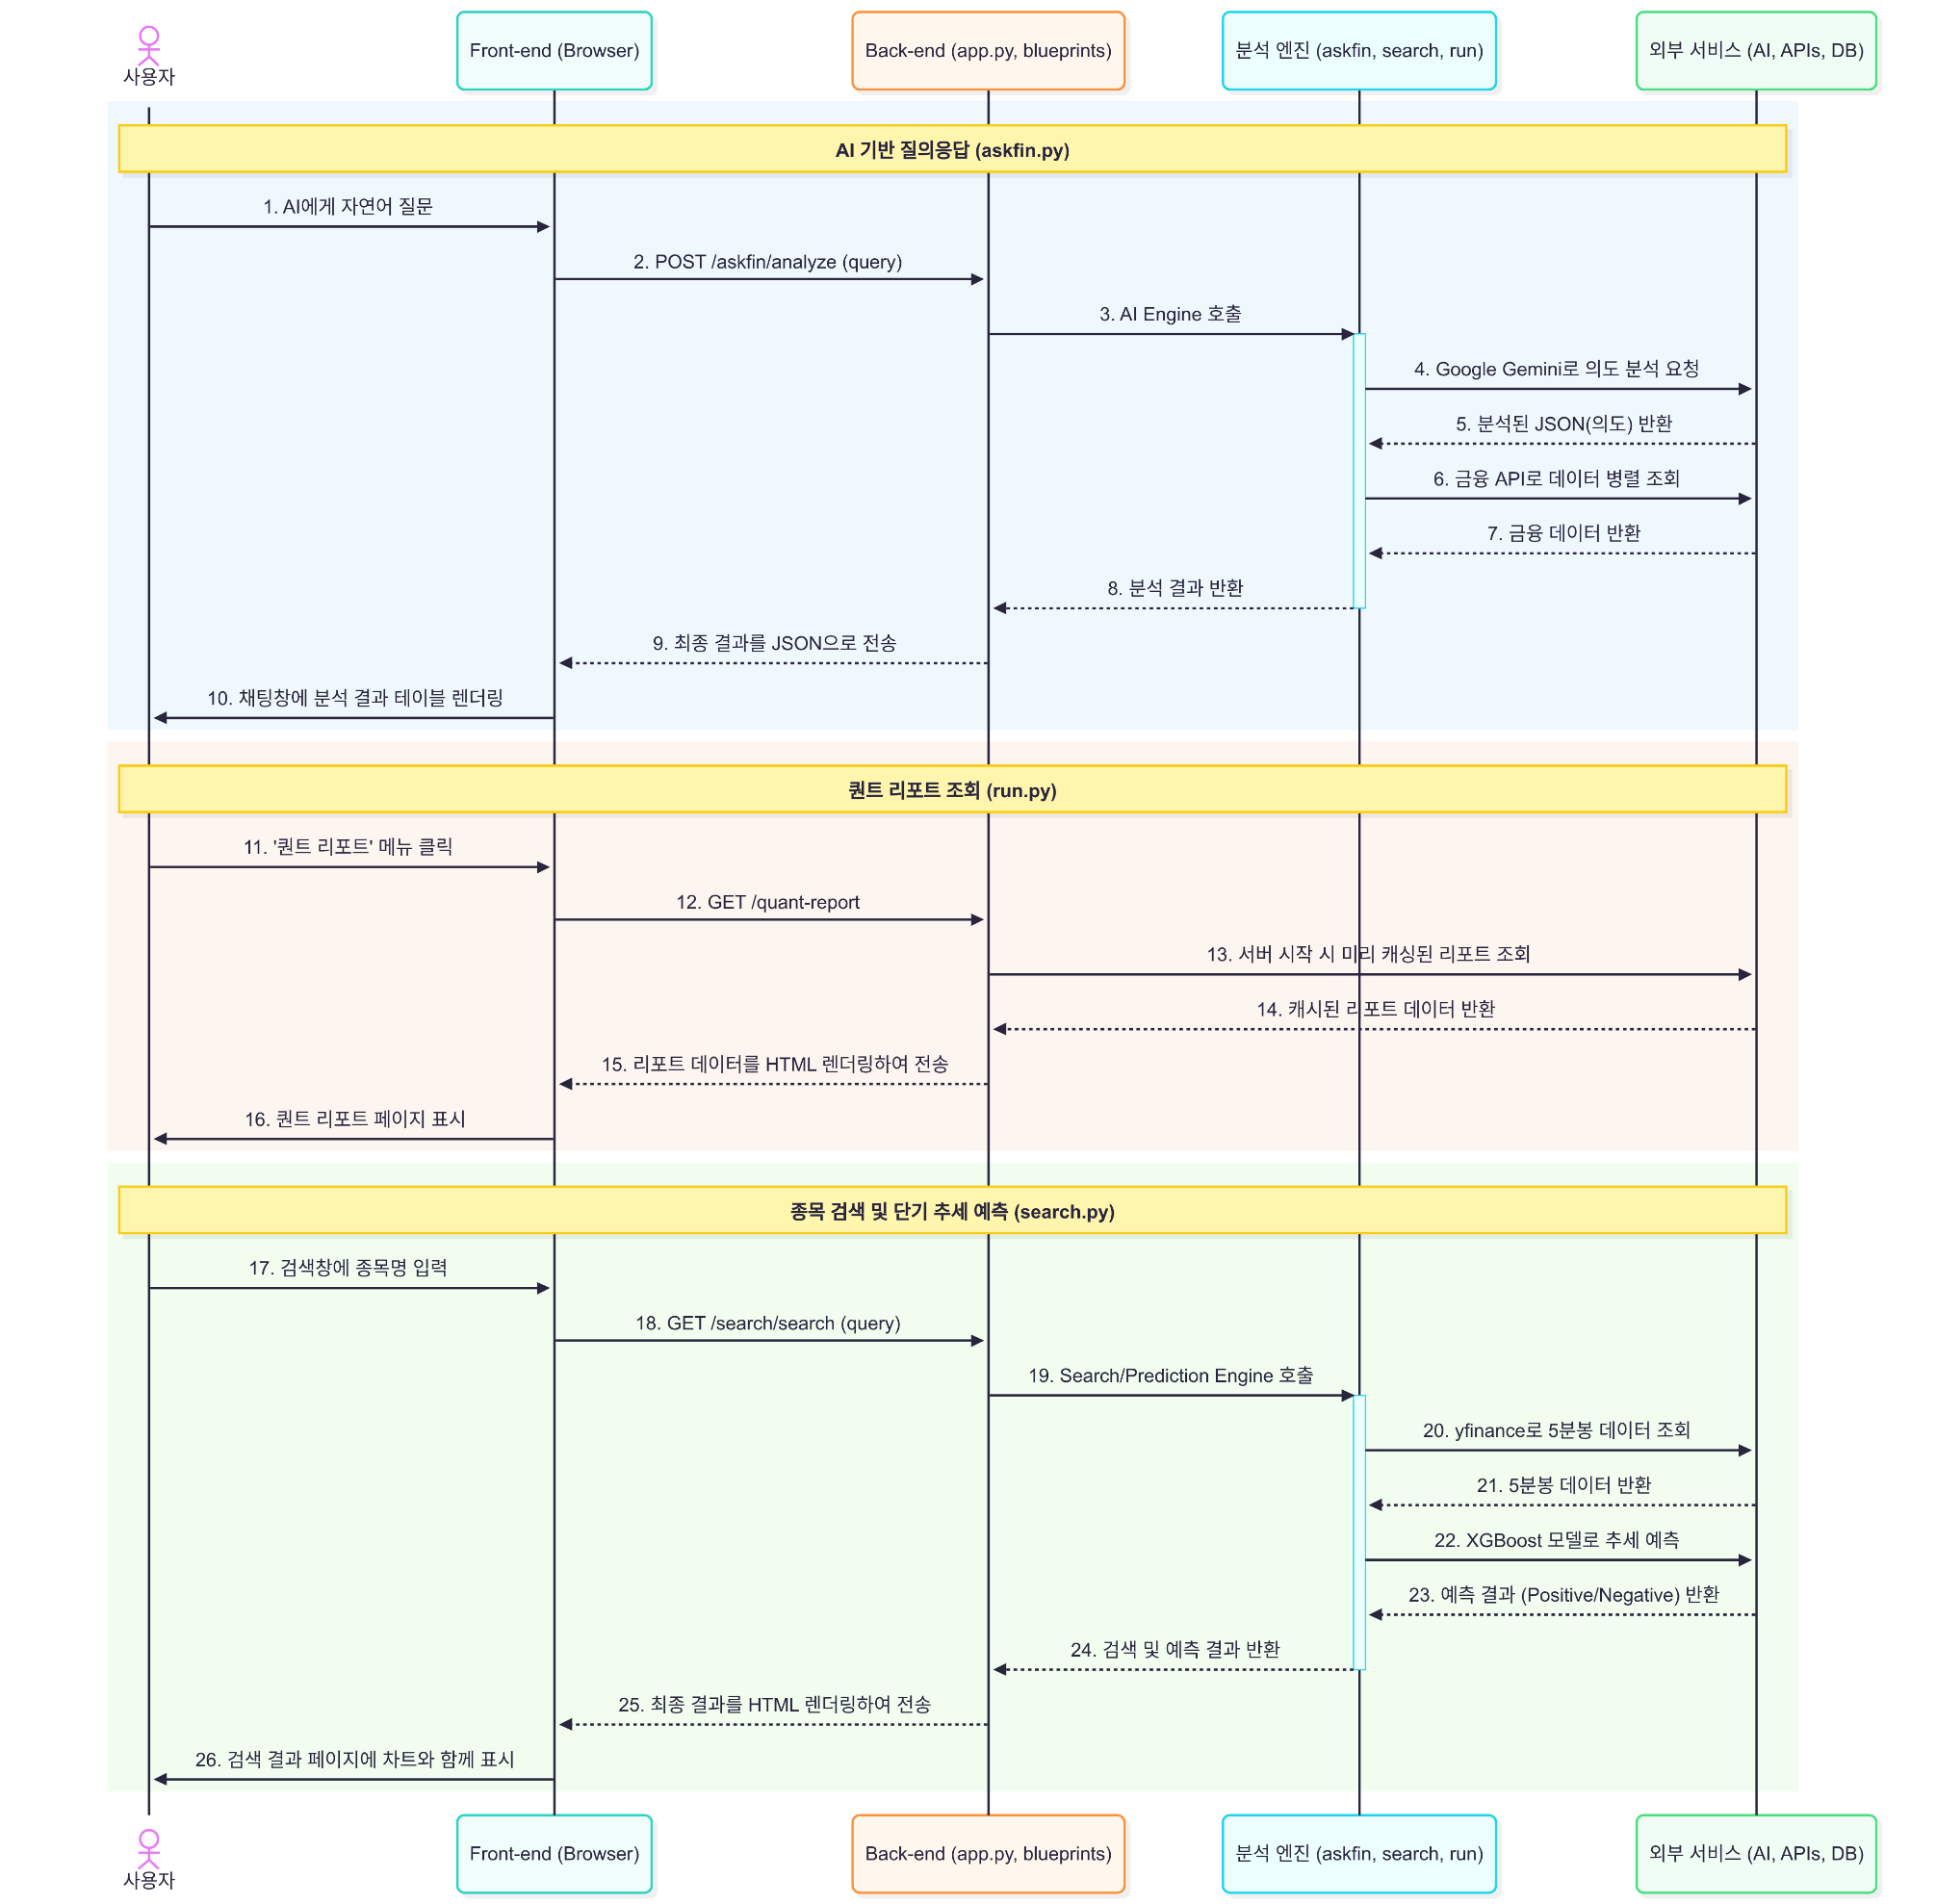 사용자
Front-end (Browser)
Back-end (app.py, blueprints)
분석 엔진 (askfin, search, run)
외부 서비스 (AI, APIs, DB)
AI 기반 질의응답 (askfin.py)
1. AI에게 자연어 질문
2. POST /askfin/analyze (query)
3. AI Engine 호출
4. Google Gemini로 의도 분석 요청
5. 분석된 JSON(의도) 반환
6. 금융 API로 데이터 병렬 조회
7. 금융 데이터 반환
8. 분석 결과 반환
9. 최종 결과를 JSON으로 전송
10. 채팅창에 분석 결과 테이블 렌더링
퀀트 리포트 조회 (run.py)
11. '퀀트 리포트' 메뉴 클릭
12. GET /quant-report
13. 서버 시작 시 미리 캐싱된 리포트 조회
14. 캐시된 리포트 데이터 반환
15. 리포트 데이터를 HTML 렌더링하여 전송
16. 퀀트 리포트 페이지 표시
종목 검색 및 단기 추세 예측 (search.py)
17. 검색창에 종목명 입력
18. GET /search/search (query)
19. Search/Prediction Engine 호출
20. yfinance로 5분봉 데이터 조회
21. 5분봉 데이터 반환
22. XGBoost 모델로 추세 예측
23. 예측 결과 (Positive/Negative) 반환
24. 검색 및 예측 결과 반환
25. 최종 결과를 HTML 렌더링하여 전송
26. 검색 결과 페이지에 차트와 함께 표시
사용자
Front-end (Browser)
Back-end (app.py, blueprints)
분석 엔진 (askfin, search, run)
외부 서비스 (AI, APIs, DB)